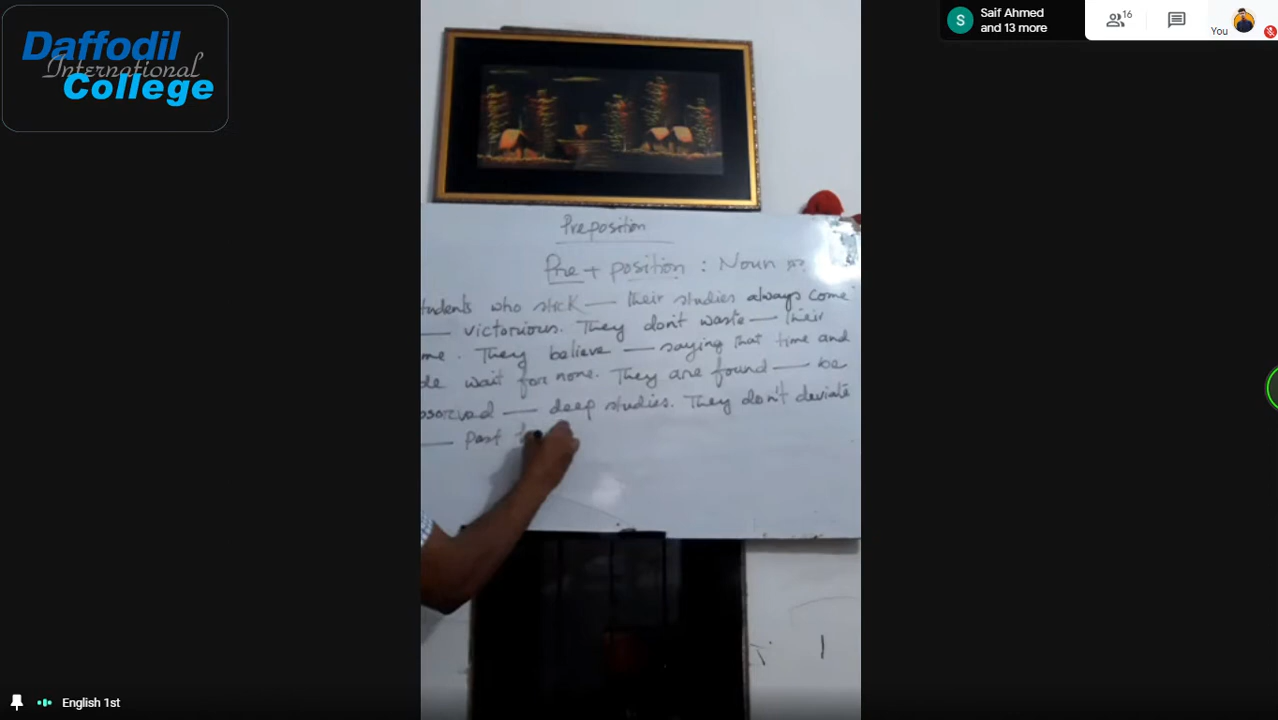 Daffodil
International
College
Saif Ahmed
and 13 more
16
You
S
Preposition
Pre + position : Noun
tudents who stick — their studies always come
— victorious. They don't waste — their
me. They believe — saying that time and
de wait for none. They are found — be
— deep studies. They don't deviate
— Past
English 1st